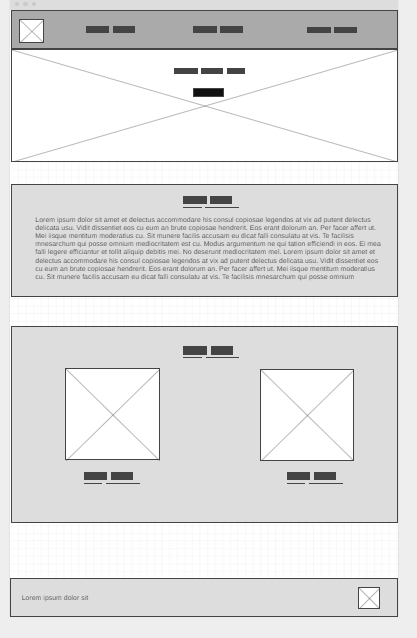 Lorem ipsum dolor sit amet et delectus accommodare his consul copiosae legendos at vix ad putent delectus
delicata usu. Vidit dissentiet eos cu eum an brute copiosae hendrerit. Eos erant dolorum an. Per facer affert ut.
Mei iisque mentitum moderatius cu. Sit munere facilis accusam eu dicat falli consulatu at vis. Te facilisis
mnesarchum qui posse omnium mediocritatem est cu. Modus argumentum ne qui tation efficiendi in eos. Ei mea
falli legere efficiantur et tollit aliquip debitis mei. No deserunt mediocritatem mel. Lorem ipsum dolor sit amet et
delectus accommodare his consul copiosae legendos at vix ad putent delectus delicata usu. Vidit dissentiet eos
cu eum an brute copiosae hendrerit. Eos erant dolorum an. Per facer affert ut. Mei iisque mentitum moderatius
cu. Sit munere facilis accusam eu dicat falli consulatu at vis. Te facilisis mnesarchum qui posse omnium
Lorem ipsum dolor sit